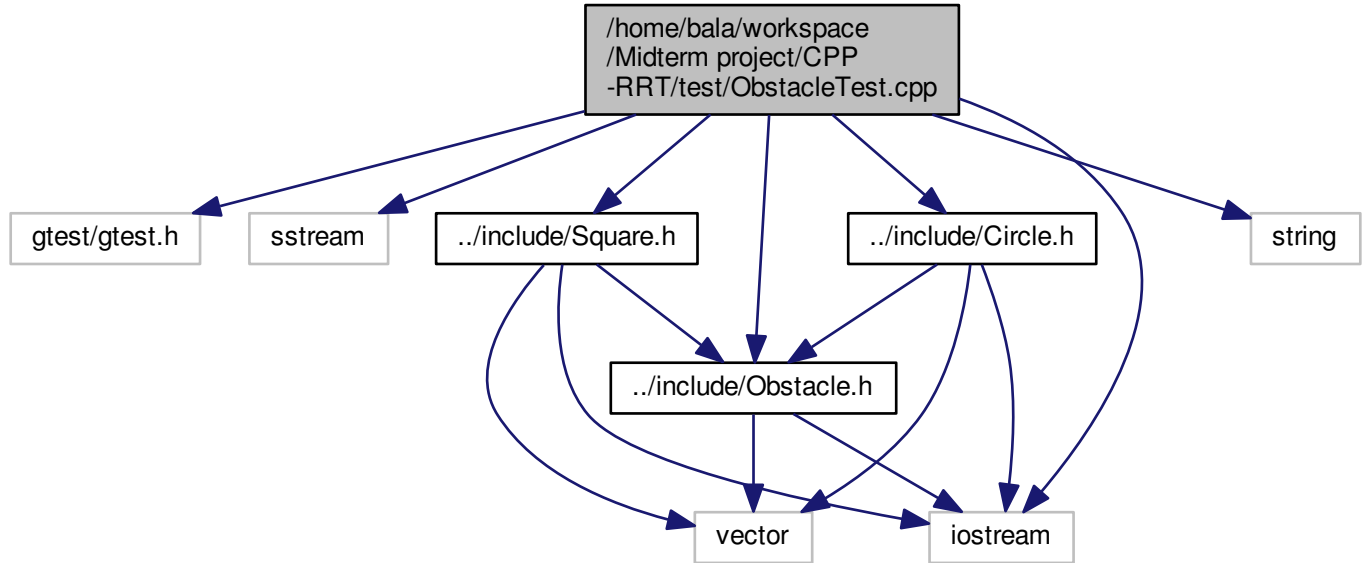 /home/bala/workspace
/Midterm project/CPP
-RRT/test/ObstacleTest.cpp
gtest/gtest.h
sstream
../include/Square.h
../include/Circle.h
string
../include/Obstacle.h
vector
iostream